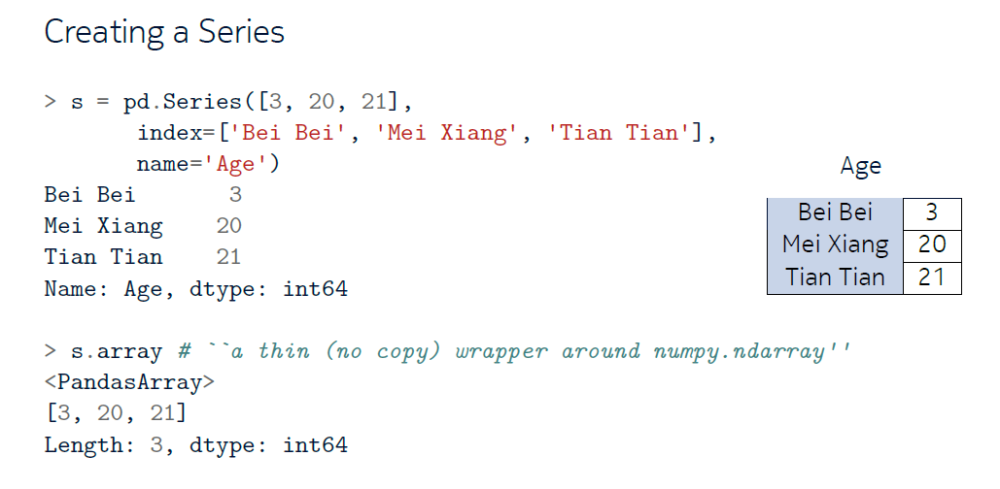 Creating a Series
> s = pd.Series([3, 20, 21],
index=['Bei Bei', 'Mei Xiang', 'Tian Tian'],
name='Age')
Bei Bei 3
Mei Xiang 20
Tian Tian 21
Name: Age, dtype: int64
Age
Bei Bei 3
Mei Xiang 20
Tian Tian 21
> s.array # ``a thin (no copy) wrapper around numpy.ndarray''
<PandasArray>
[3, 20, 21]
Length: 3, dtype: int64